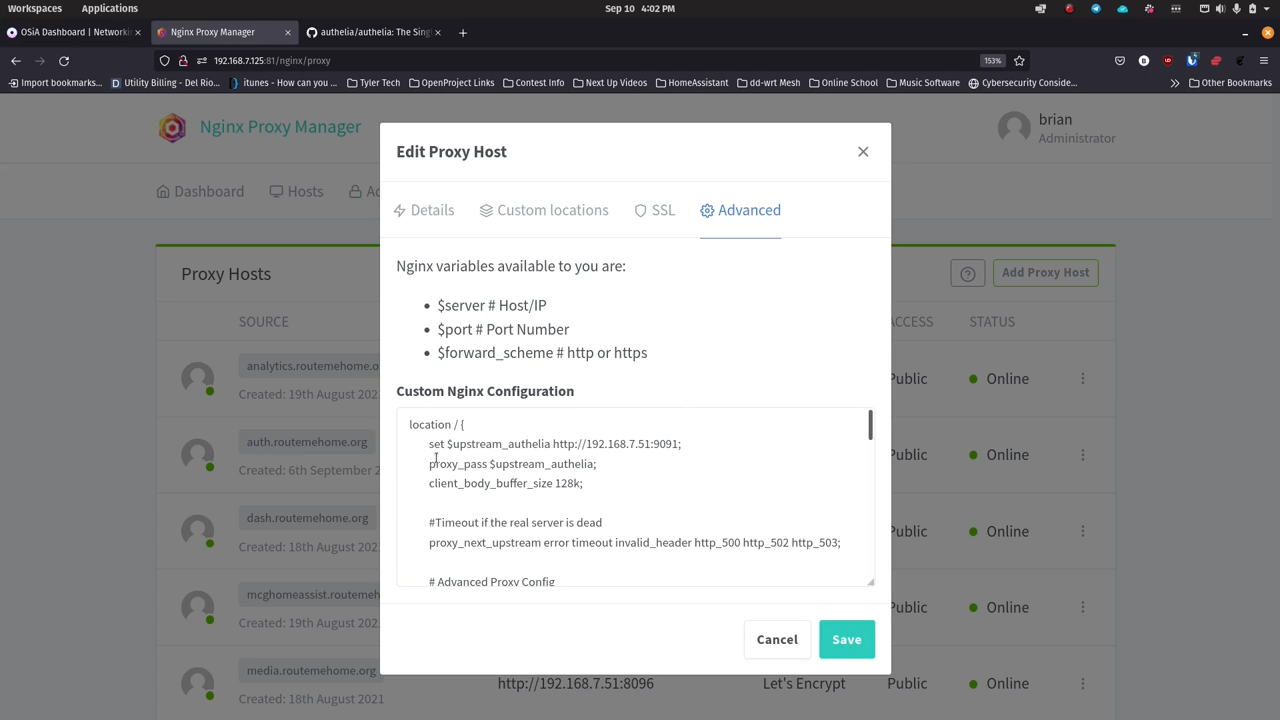 Workspaces Applications Sep 10 4:02 PM
OSiA Dashboard | Networki Nginx Proxy Manager authelia/authelia: The Sing
192.168.7.125:81/nginx/proxy 153%
Import bookmarks... Utility Billing - Del Rio... itunes - How can you ... Tyler Tech OpenProject Links Contest Info Next Up Videos HomeAssistant dd-wrt Mesh Online School Music Software Cybersecurity Conside... Other Bookmarks
Nginx Proxy Manager
brian
Administrator
Dashboard Hosts
Edit Proxy Host
Details Custom locations SSL Advanced
Nginx variables available to you are:
$server # Host/IP
$port # Port Number
$forward_scheme # http or https
Custom Nginx Configuration
location / {
set $upstream_authelia http://192.168.7.51:9091;
proxy_pass $upstream_authelia;
client_body_buffer_size 128k;
#Timeout if the real server is dead
proxy_next_upstream error timeout invalid_header http_500 http_502 http_503;
# Advanced Proxy Config
Cancel Save
Proxy Hosts Add Proxy Host
SOURCE STATUS
analytics.routemehome.o
Created: 19th August 2021 Public Online
auth.routemehome.org
Created: 6th September 2 Public Online
dash.routemehome.org
Created: 18th August 202 Public Online
mcghomeassist.routemeh
Created: 19th August 202 Public Online
media.routemehome.org
Created: 18th August 2021 http://192.168.7.51:8096 Let's Encrypt Public Online